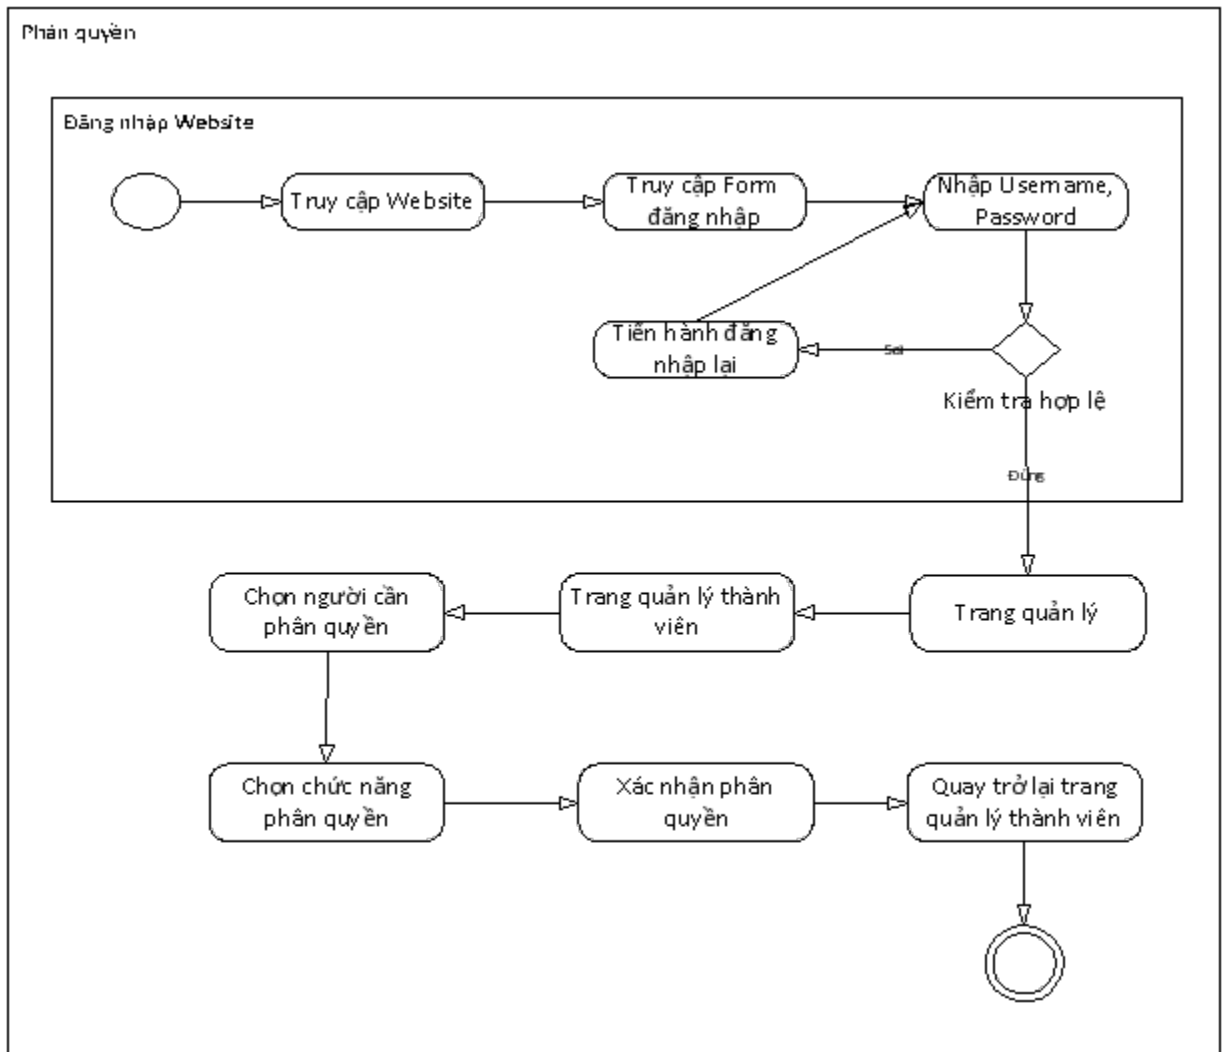 Phân quyền
Đăng nhập Website
Truy cập Website
Truy cập Form
đăng nhập
Nhập Username,
Password
Tiến hành đăng
nhập lại
Sai
Kiểm tra hợp lệ
Đúng
Chọn người cần
phân quyền
Trang quản lý thành
viên
Trang quản lý
Chọn chức năng
phân quyền
Xác nhận phân
quyền
Quay trở lại trang
quản lý thành viên